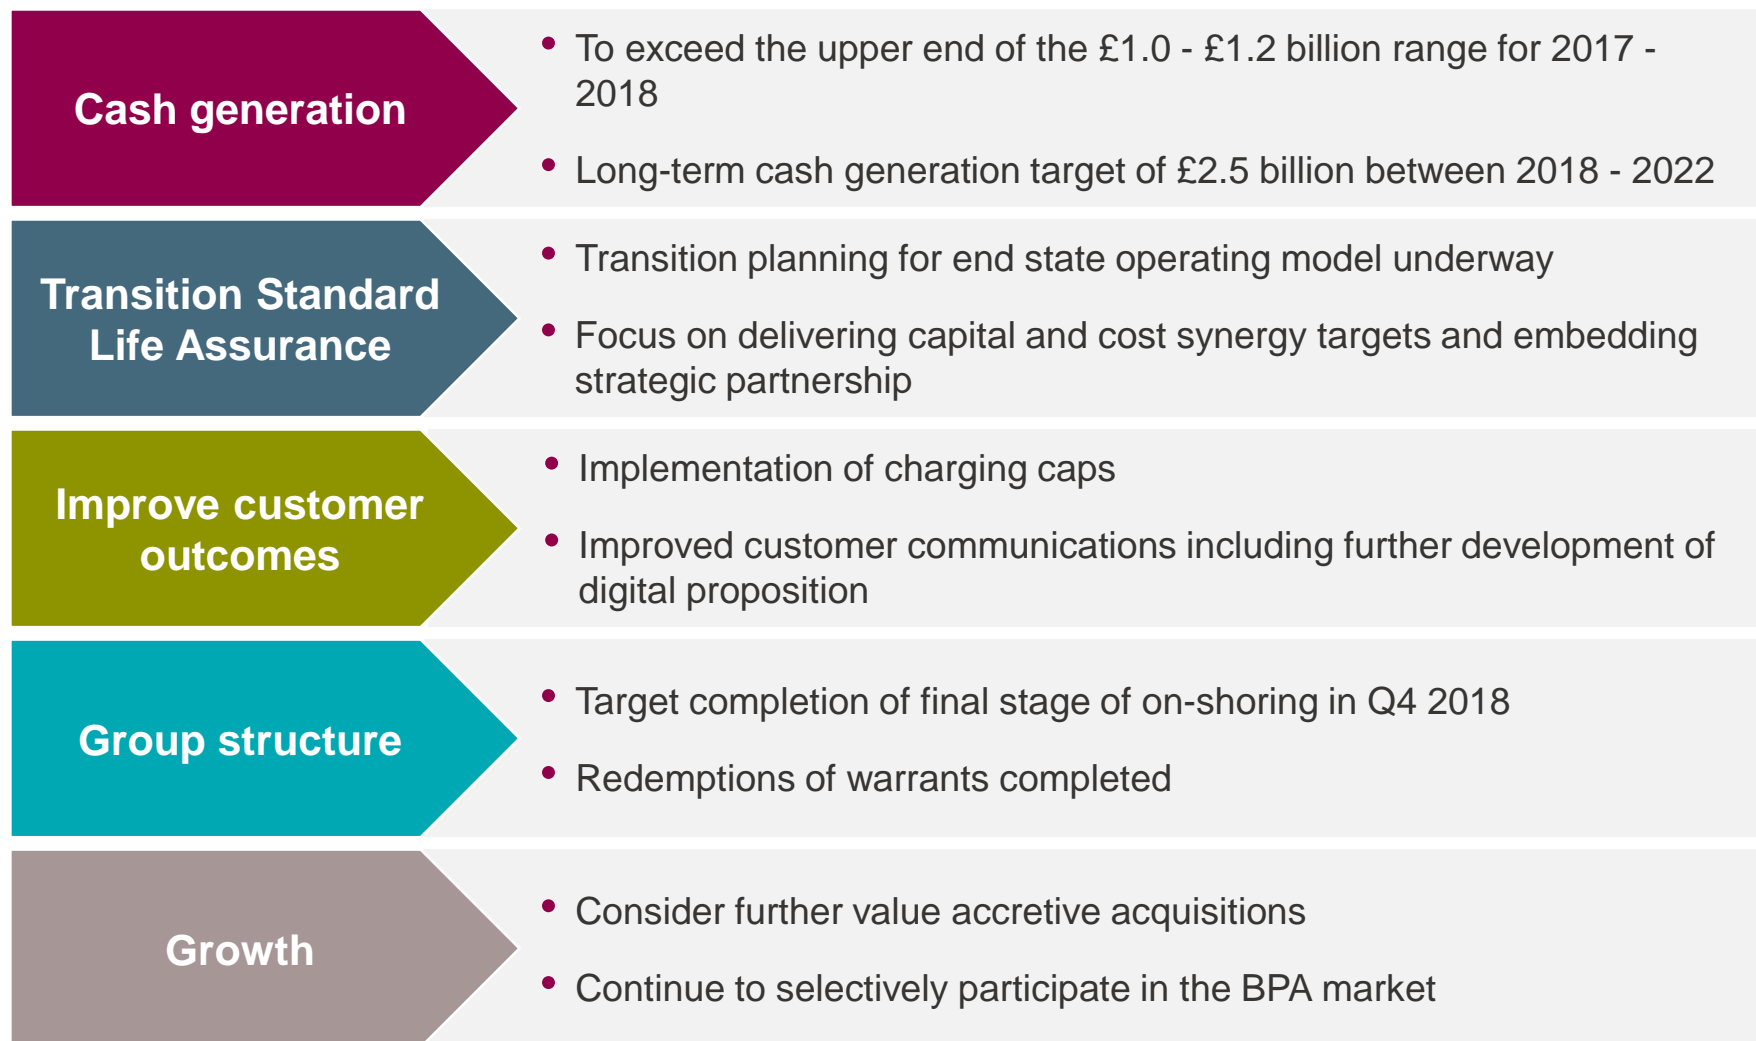 Cash generation
• To exceed the upper end of the £1.0 - £1.2 billion range for 2017 -
2018
• Long-term cash generation target of £2.5 billion between 2018 - 2022
Transition Standard
Life Assurance
• Transition planning for end state operating model underway
• Focus on delivering capital and cost synergy targets and embedding
strategic partnership
Improve customer
outcomes
• Implementation of charging caps
• Improved customer communications including further development of
digital proposition
Group structure
• Target completion of final stage of on-shoring in Q4 2018
• Redemptions of warrants completed
Growth
• Consider further value accretive acquisitions
• Continue to selectively participate in the BPA market